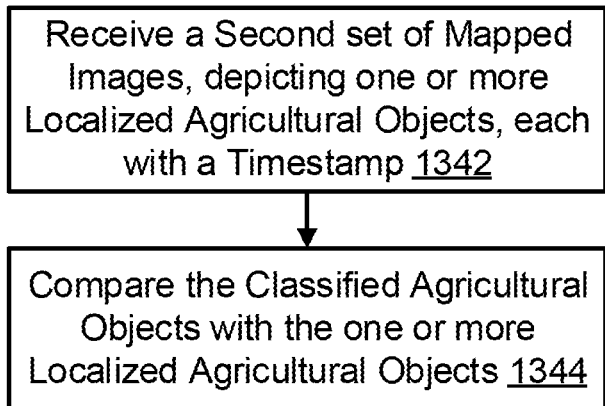 Receive a Second set of Mapped
Images, depicting one or more
Localized Agricultural Objects, each
with a Timestamp 1342
Compare the Classified Agricultural
Objects with the one or more
Localized Agricultural Objects 1344